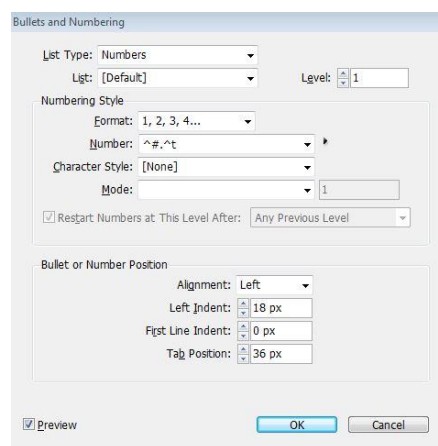 Bullets and Numbering
List Type: Numbers
List: [Default] Level: 1
Numbering Style
Format: 1, 2, 3, 4...
Number: ^#.^t
Character Style: [None]
Mode: 1
Restart Numbers at This Level After: Any Previous Level
Bullet or Number Position
Alignment: Left
Left Indent: 18 px
First Line Indent: 0 px
Tab Position: 36 px
Preview OK Cancel